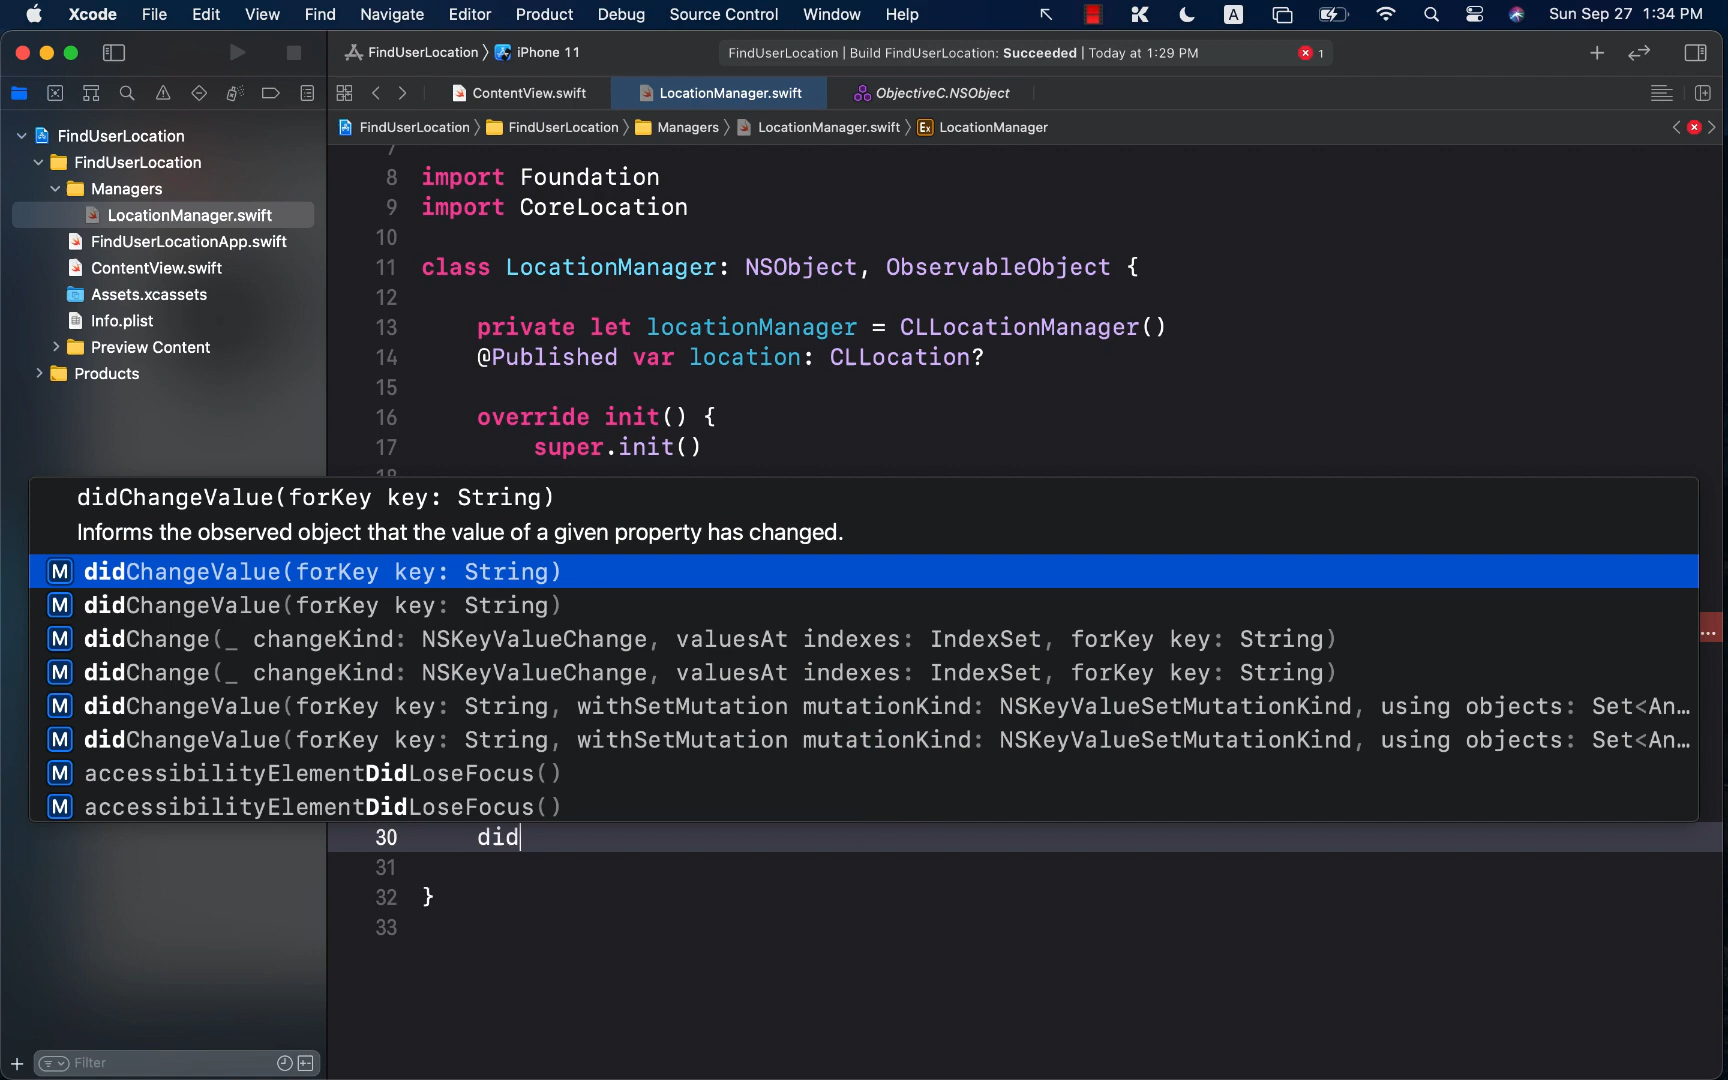 Xcode File Edit View Find Navigate Editor Product Debug Source Control Window Help A Sun Sep 27 1:34 PM
FindUserLocation iPhone 11 FindUserLocation | Build FindUserLocation: Succeeded | Today at 1:29 PM 1
ContentView.swift LocationManager.swift ObjectiveC.NSObject
FindUserLocation FindUserLocation Managers LocationManager.swift Ex LocationManager
FindUserLocation
FindUserLocation
Managers
LocationManager.swift
FindUserLocationApp.swift
ContentView.swift
Assets.xcassets
Info.plist
Preview Content
Products
8 import Foundation
9 import CoreLocation
10
11 class LocationManager: NSObject, ObservableObject {
12
13 private let locationManager = CLLocationManager()
14 @Published var location: CLLocation?
15
16 override init() {
17 super.init()
didChangeValue(forKey key: String)
Informs the observed object that the value of a given property has changed.
M didChangeValue(forKey key: String)
M didChangeValue(forKey key: String)
M didChange(_ changeKind: NSKeyValueChange, valuesAt indexes: IndexSet, forKey key: String)
M didChange(_ changeKind: NSKeyValueChange, valuesAt indexes: IndexSet, forKey key: String)
M didChangeValue(forKey key: String, withSetMutation mutationKind: NSKeyValueSetMutationKind, using objects: Set<An…
M didChangeValue(forKey key: String, withSetMutation mutationKind: NSKeyValueSetMutationKind, using objects: Set<An…
M accessibilityElementDidLoseFocus()
M accessibilityElementDidLoseFocus()
30 did
31
32 }
33
Filter